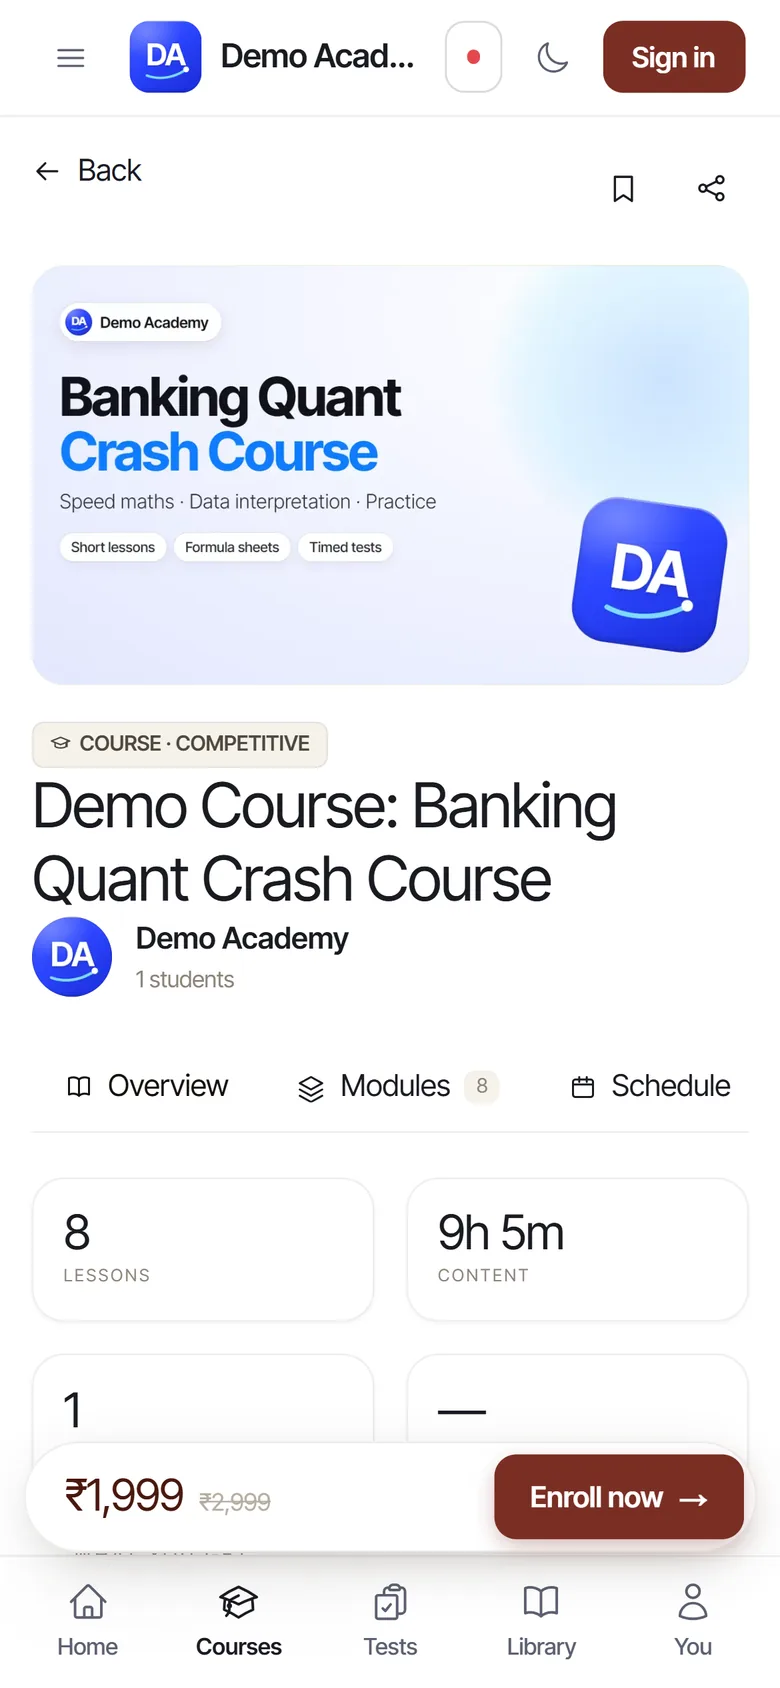 DA
Demo Acad...
Sign in
Back
DA Demo Academy
Banking Quant
Crash Course
Speed maths · Data interpretation · Practice
Short lessons Formula sheets Timed tests
DA
COURSE · COMPETITIVE
Demo Course: Banking
Quant Crash Course
DA
Demo Academy
1 students
Overview Modules 8 Schedule
8
LESSONS
9h 5m
CONTENT
1
—
₹1,999 ₹2,999
Enroll now →
Home Courses Tests Library You